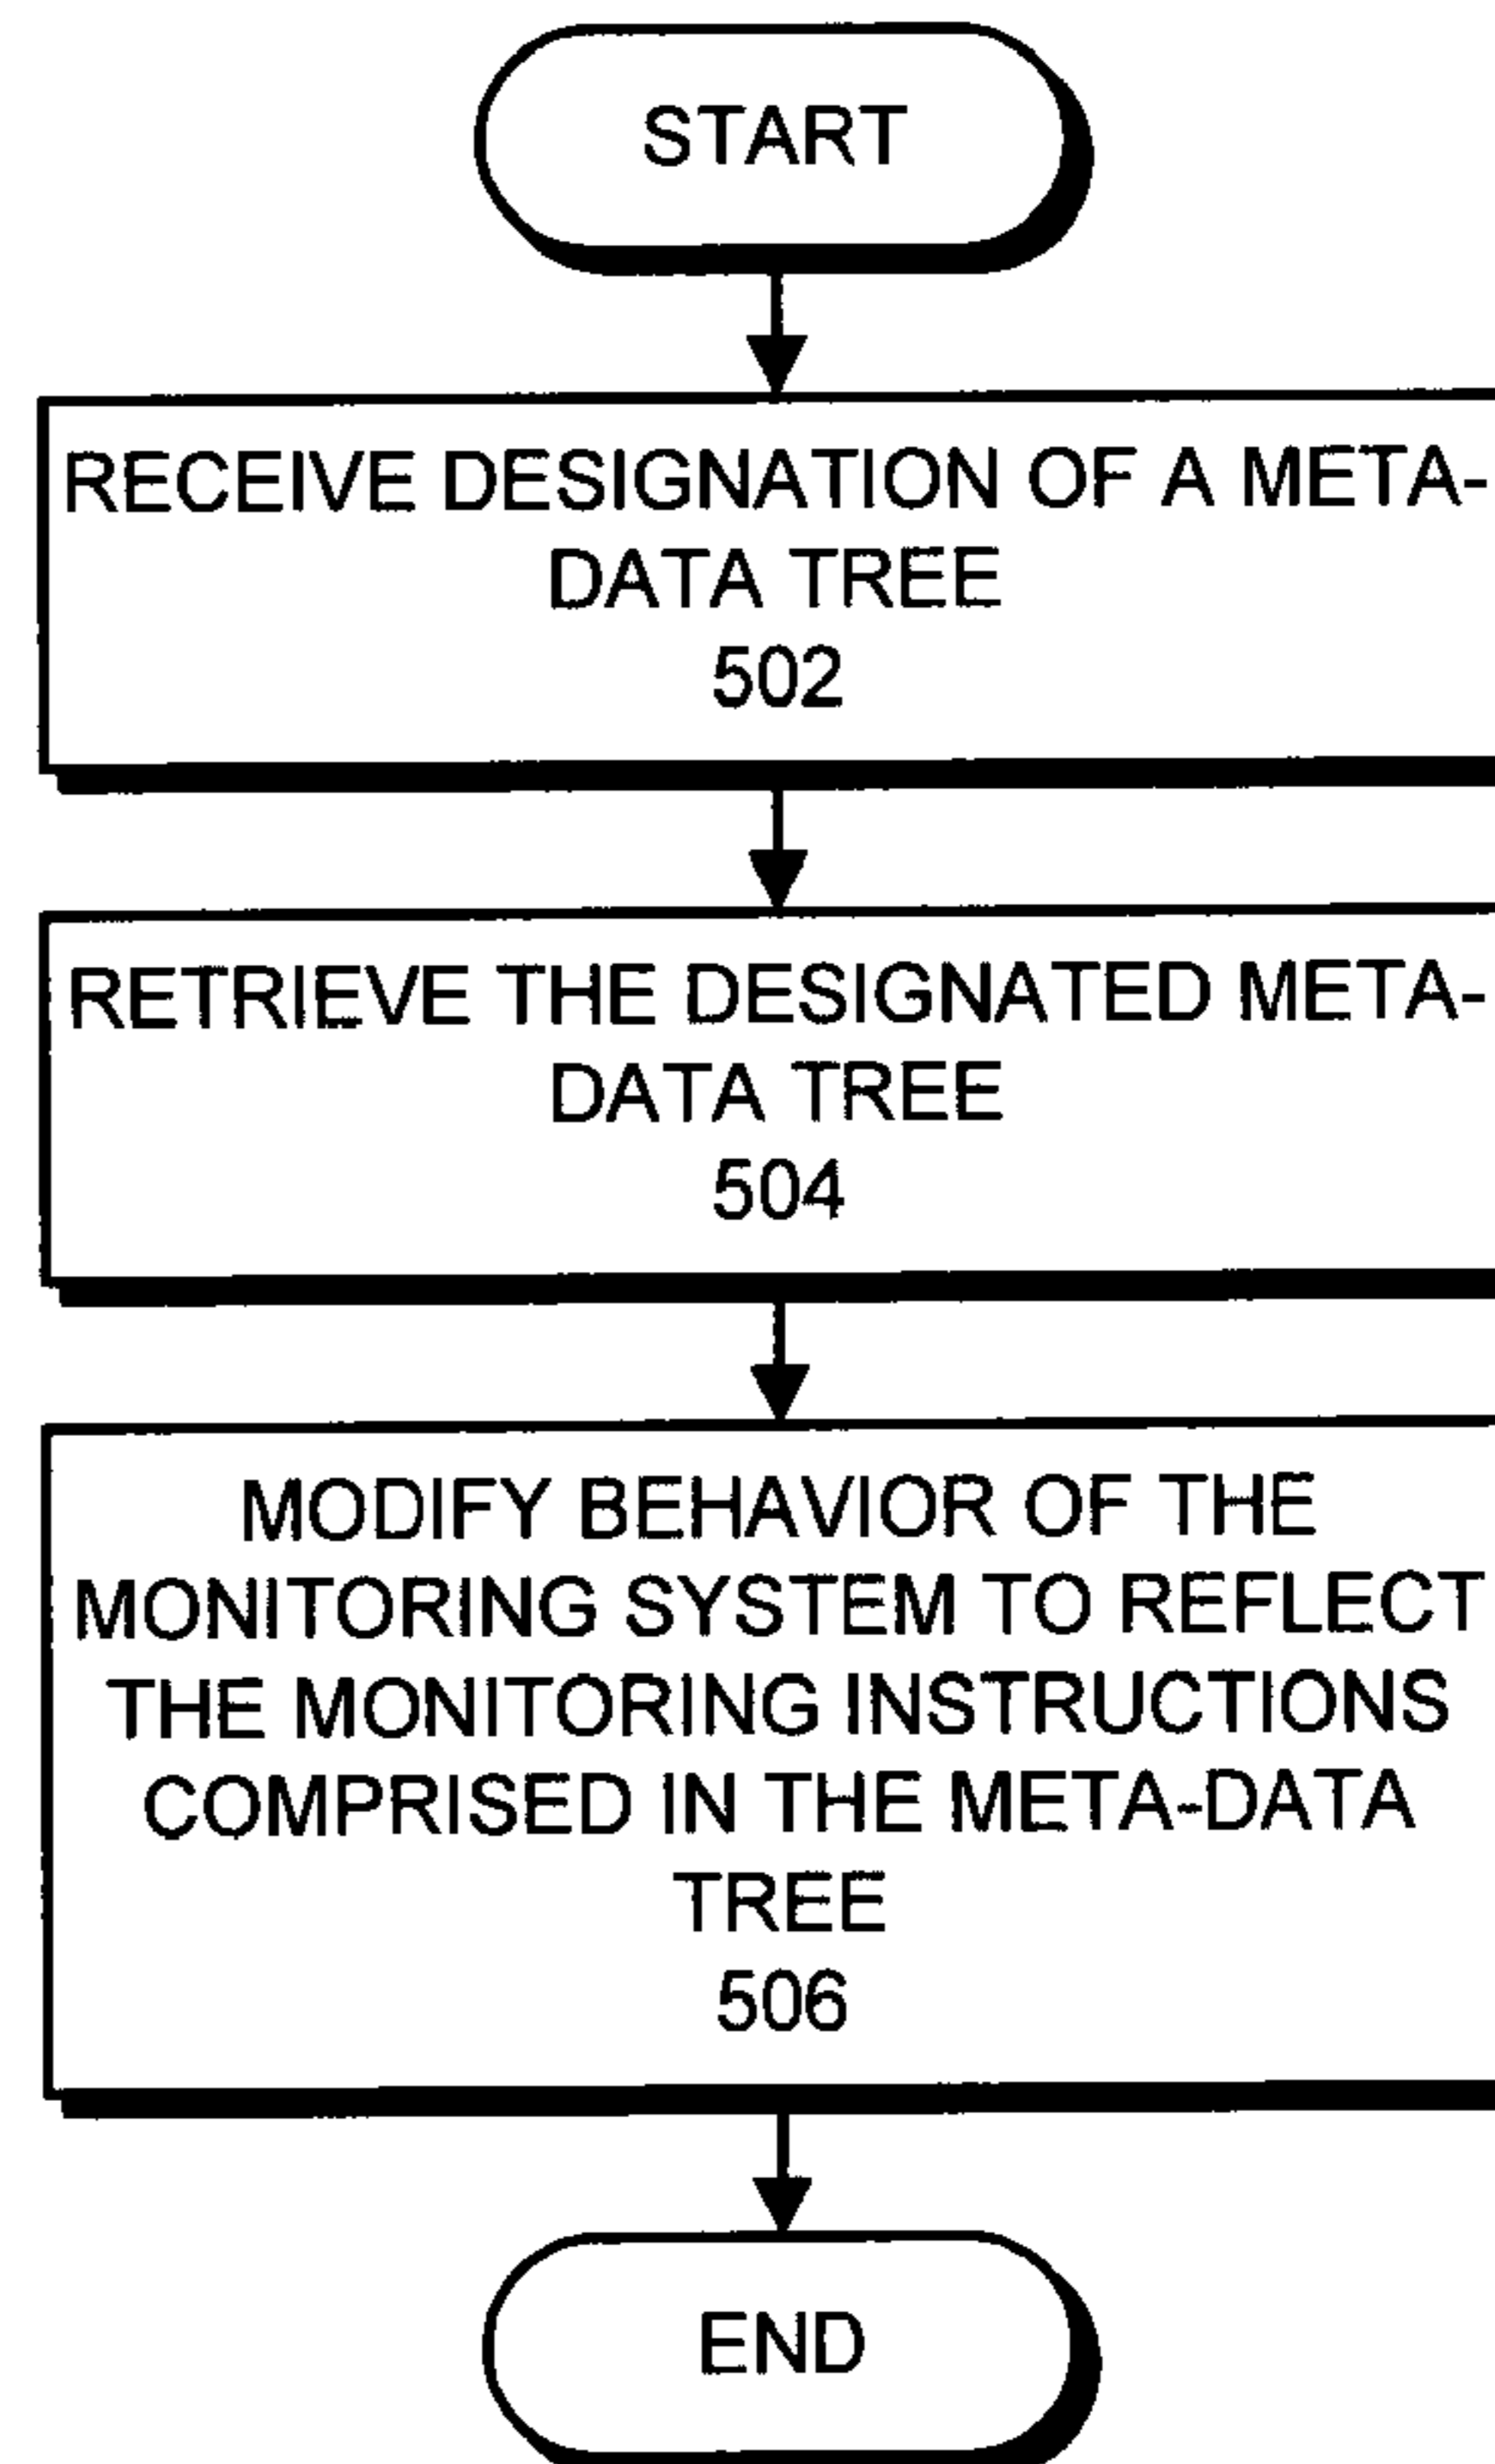 START
RECEIVE DESIGNATION OF A META-
DATA TREE
502
RETRIEVE THE DESIGNATED META-
DATA TREE
504
MODIFY BEHAVIOR OF THE
MONITORING SYSTEM TO REFLECT
THE MONITORING INSTRUCTIONS
COMPRISED IN THE META-DATA
TREE
506
END